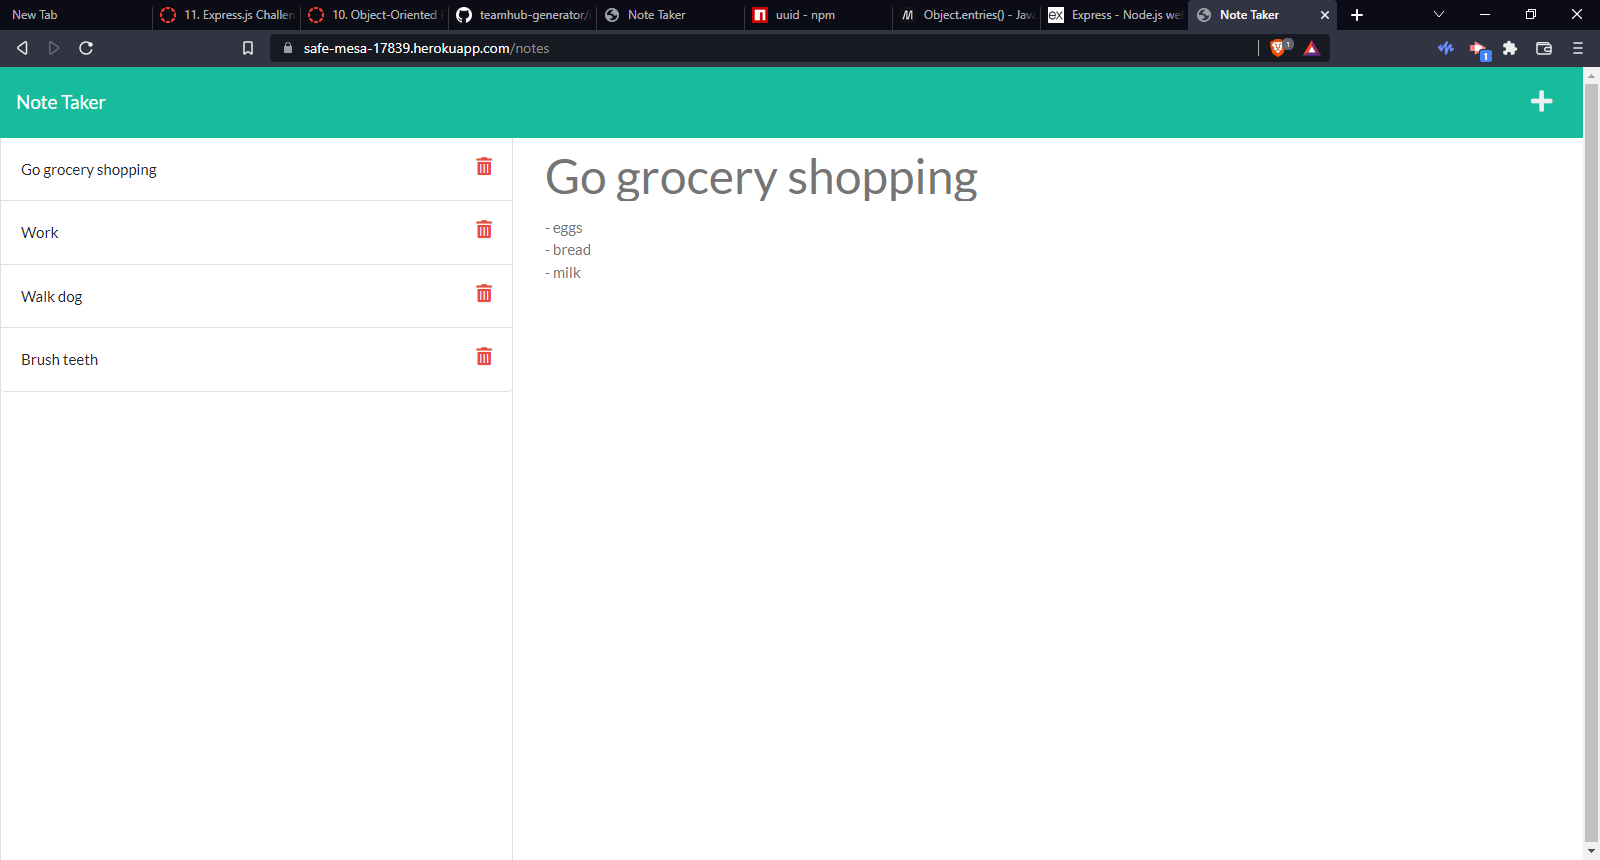 New Tab
11. Express.js Challen
10. Object-Oriented
teamhub-generator/
Note Taker
uuid - npm
Object.entries() - Java
Express - Node.js we
Note Taker
safe-mesa-17839.herokuapp.com/notes
1
1
Note Taker
Go grocery shopping
Work
Walk dog
Brush teeth
Go grocery shopping
- eggs
- bread
- milk